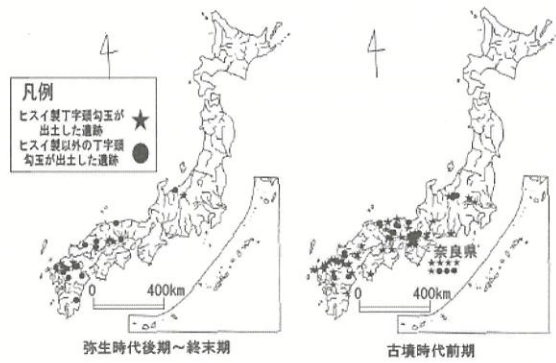 4
4
凡例
ヒスイ製丁字頭勾玉が
出土した遺跡
ヒスイ製以外の丁字頭
勾玉が出土した遺跡
奈良県
0 400km
0 400km
弥生時代後期～終末期
古墳時代前期